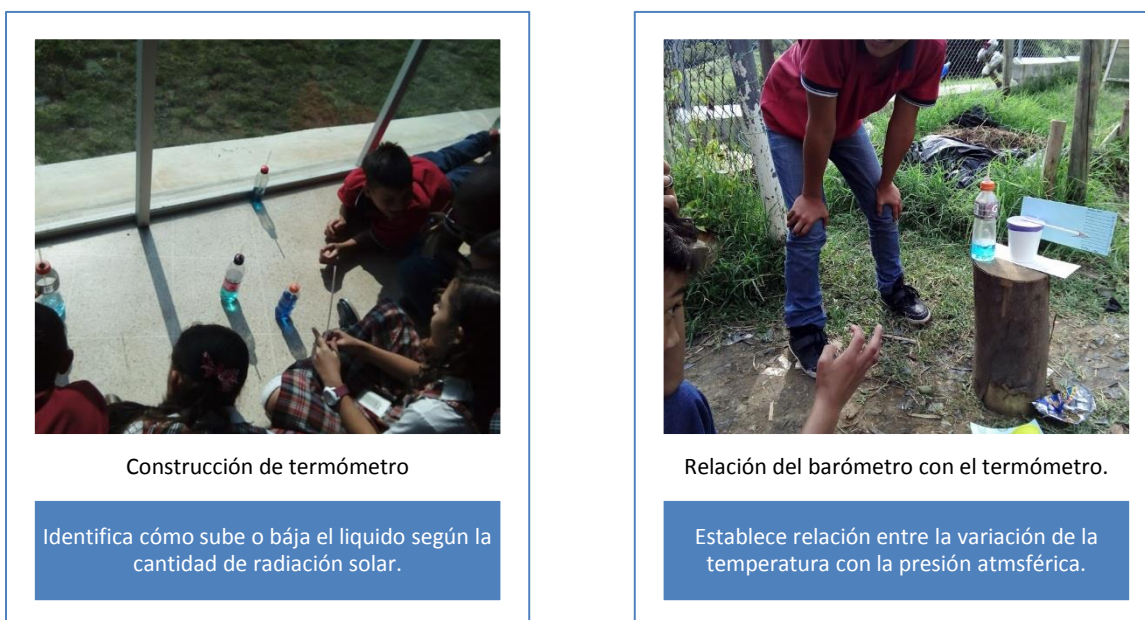 Construcción de termómetro
Identifica cómo sube o bája el liquido según la
cantidad de radiación solar.
Relación del barómetro con el termómetro.
Establece relación entre la variación de la
temperatura con la presión atmsférica.